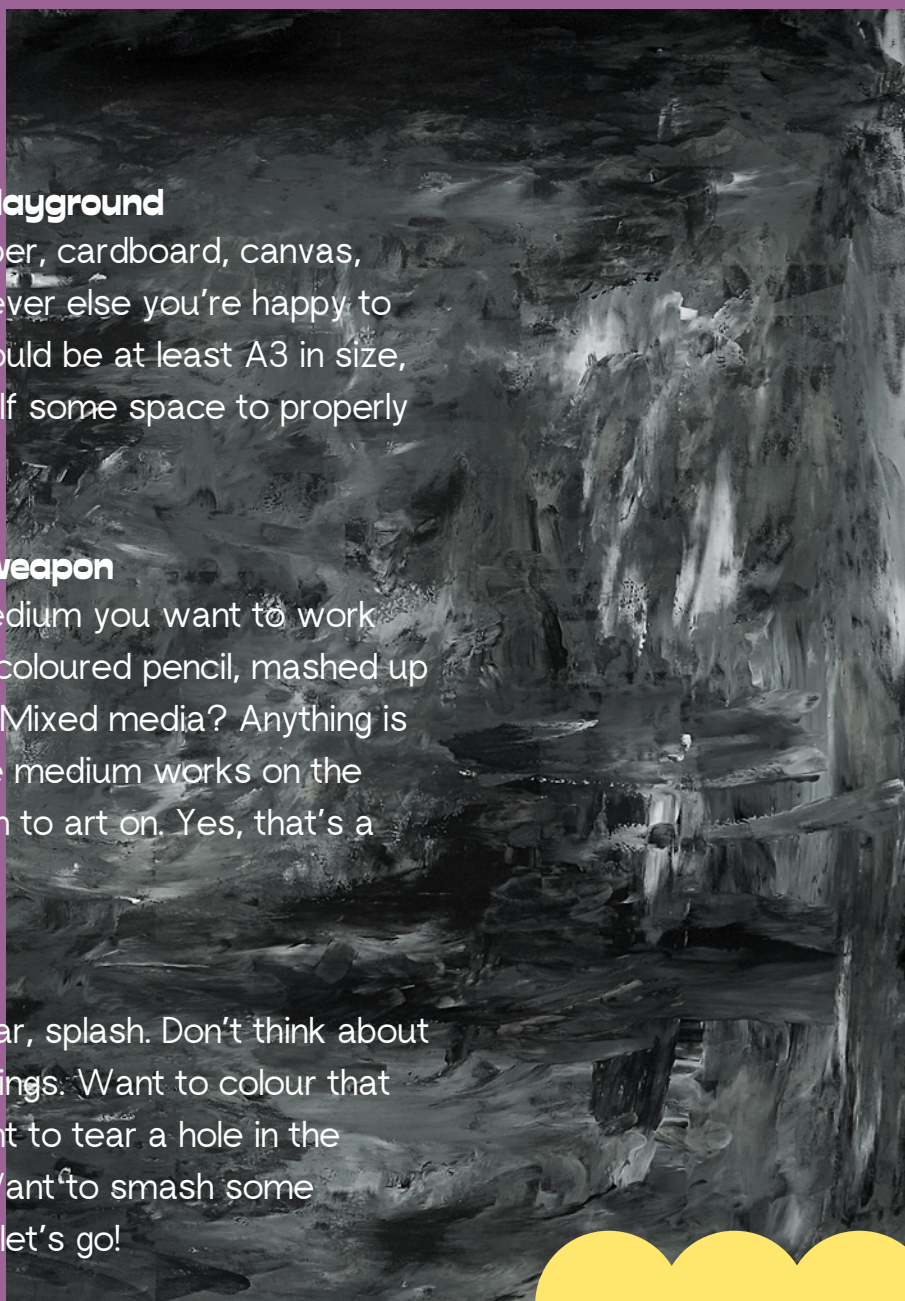 layground
per, cardboard, canvas,
ever else you're happy to
ould be at least A3 in size,
lf some space to properly
weapon
edium you want to work
coloured pencil, mashed up
Mixed media? Anything is
e medium works on the
n to art on. Yes, that's a
ar, splash. Don't think about
ings. Want to colour that
nt to tear a hole in the
Want to smash some
let's go!